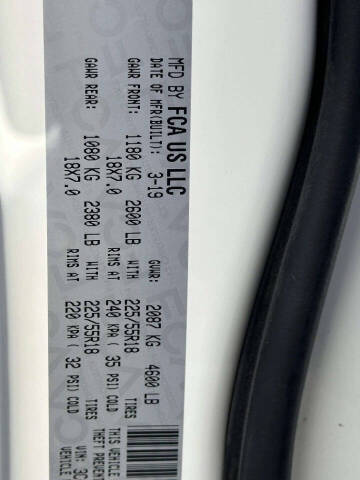 MFD BY FCA US LLC
DATE OF MFR(BUILT): 3-19 GVWR: 2087 KG 4600 LB
GAWR FRONT: 1180 KG 2600 LB WITH 225/55R18 TIRES THIS VEHICLE
18X7.0 RIMS AT 240 KPA ( 35 PSI) COLD THEFT PREVEN
GAWR REAR: 1080 KG 2380 LB WITH 225/55R18 TIRES VIN: 3C
18X7.0 RIMS AT 220 KPA ( 32 PSI) COLD VEHICLE